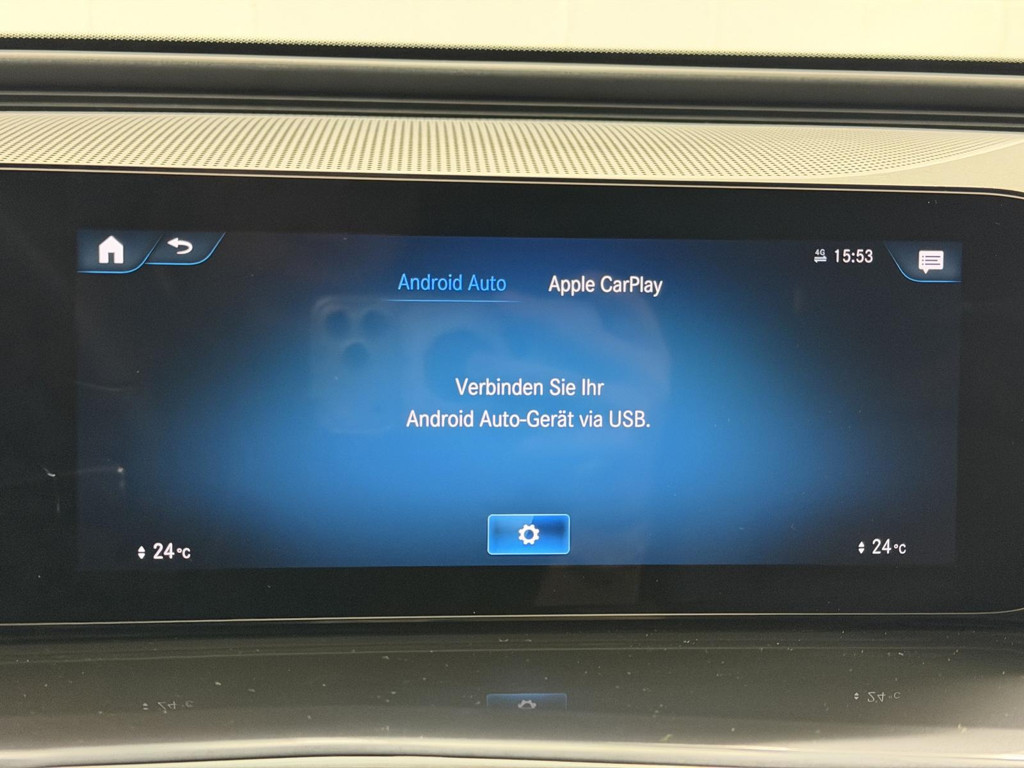 4G 15:53
Android Auto Apple CarPlay
Verbinden Sie Ihr
Android Auto-Gerät via USB.
24°C 24°C